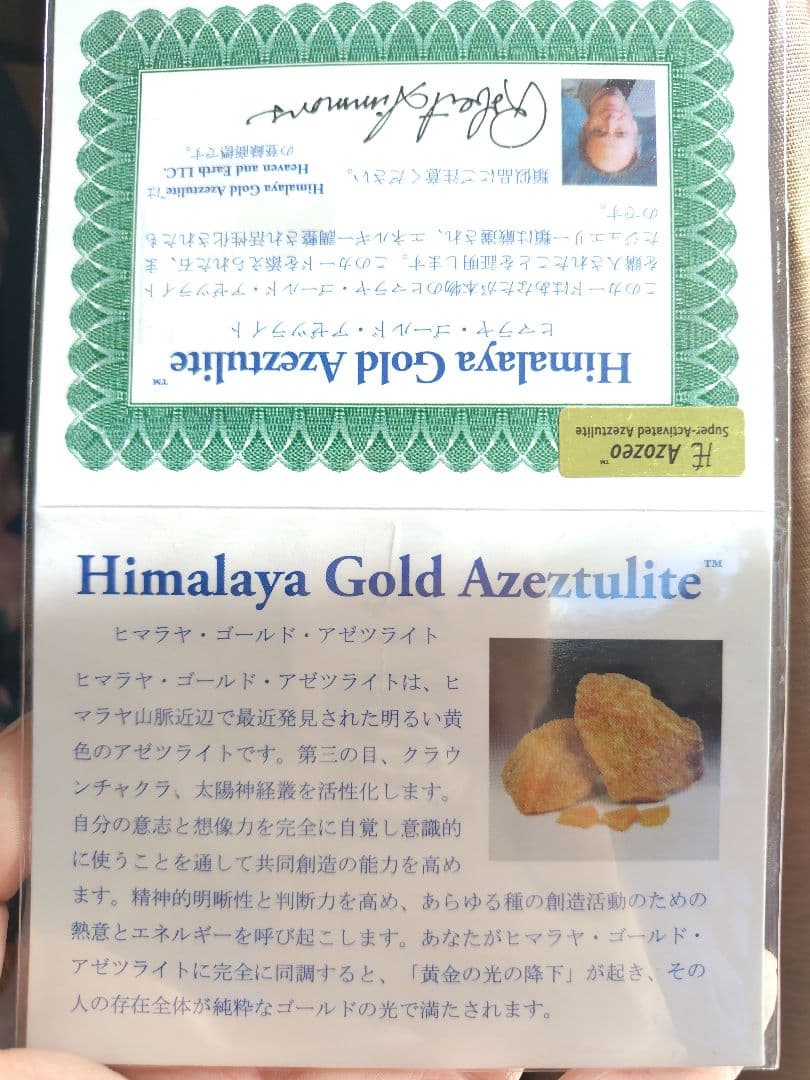 HE Azozeo™
Super-Activated Azeztulite
Himalaya Gold Azeztulite™
ヒマラヤ・ゴールド・アゼツライト
このカードはあなたが本物のヒマラヤ・ゴールド・アゼツライト
を購入されたことを証明します。このカードを添えられた石、ま
たジュエリー類は厳選され、エネルギー調整され活性化されたも
のです。
類似品にご注意ください。
Himalaya Gold Azeztulite™は
Heaven and Earth LLC.
の登録商標です。
Robert Simmons
Himalaya Gold Azeztulite™
ヒマラヤ・ゴールド・アゼツライト
ヒマラヤ・ゴールド・アゼツライトは、ヒ
マラヤ山脈近辺で最近発見された明るい黄
色のアゼツライトです。第三の目、クラウ
ンチャクラ、太陽神経叢を活性化します。
自分の意志と想像力を完全に自覚し意識的
に使うことを通して共同創造の能力を高め
ます。精神的明晰性と判断力を高め、あらゆる種の創造活動のための
熱意とエネルギーを呼び起こします。あなたがヒマラヤ・ゴールド・
アゼツライトに完全に同調すると、「黄金の光の降下」が起き、その
人の存在全体が純粋なゴールドの光で満たされます。